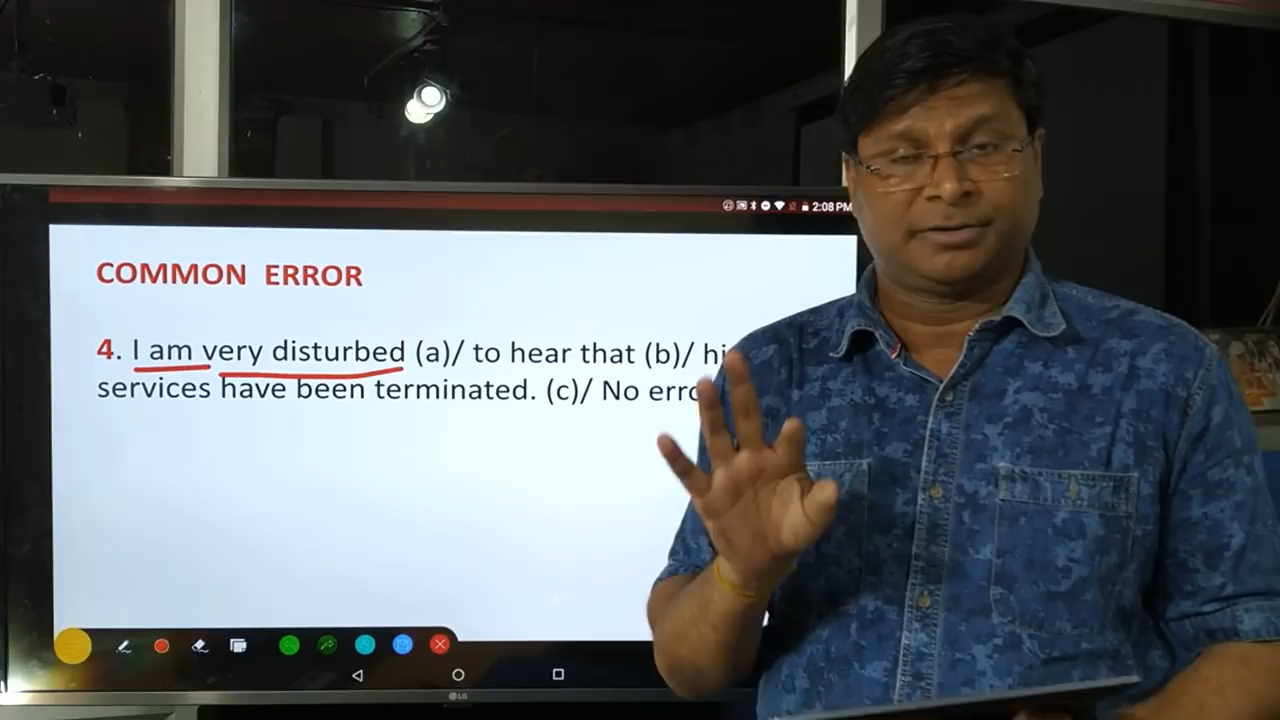 2:08 PM
COMMON ERROR
4. I am very disturbed (a)/ to hear that (b)/
services have been terminated. (c)/ No
LG